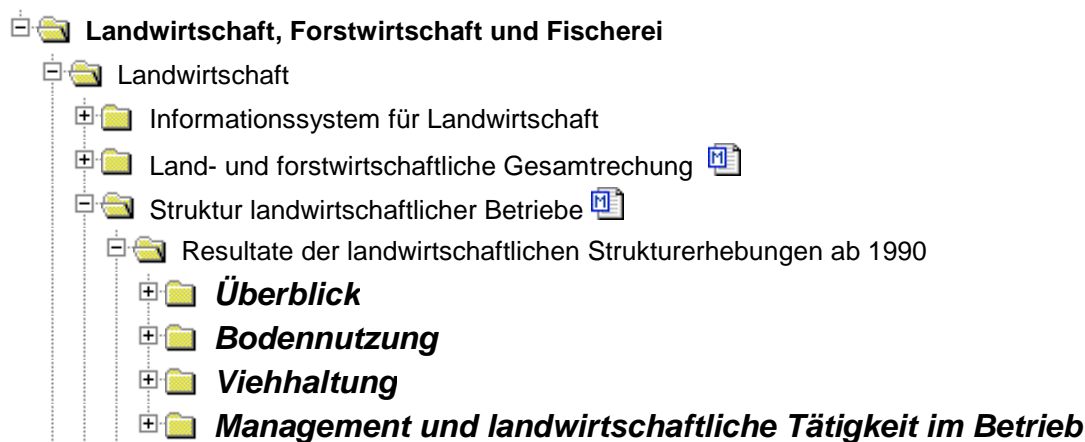 Landwirtschaft, Forstwirtschaft und Fischerei
Landwirtschaft
Informationssystem für Landwirtschaft
Land- und forstwirtschaftliche Gesamtrechung M
Struktur landwirtschaftlicher Betriebe M
Resultate der landwirtschaftlichen Strukturerhebungen ab 1990
Überblick
Bodennutzung
Viehhaltung
Management und landwirtschaftliche Tätigkeit im Betrieb